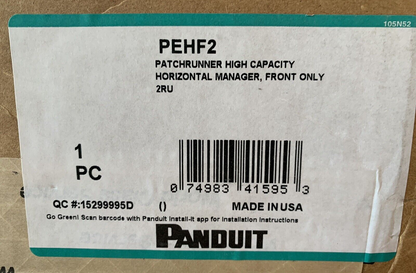 105N52
PEHF2
PATCHRUNNER HIGH CAPACITY
HORIZONTAL MANAGER, FRONT ONLY
2RU
1
PC
0 74983 41595 3
QC #:15299995D () MADE IN USA
Go Green! Scan barcode with Panduit Install-It app for installation instructions
PANDUIT